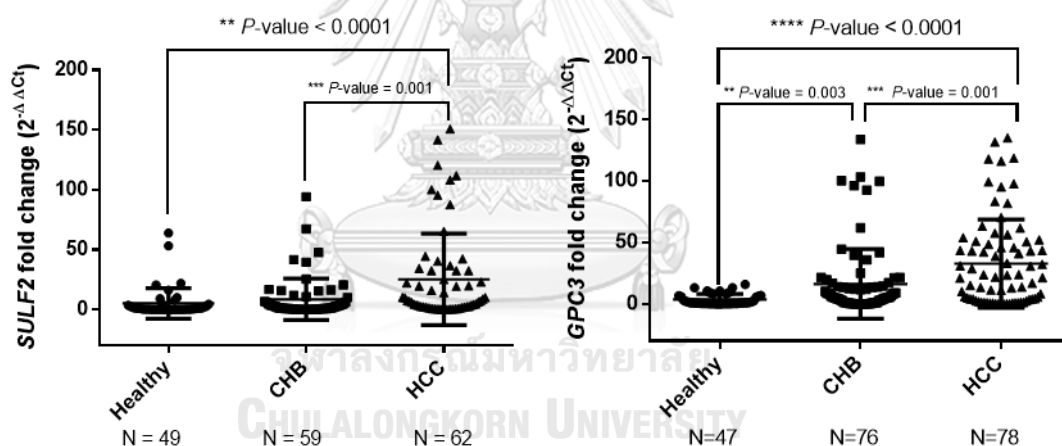 ** P-value < 0.0001
*** P-value = 0.001
SULF2 fold change (2-ΔΔCt)
200
150
100
50
0
Healthy
CHB
HCC
N = 49
N = 59
N = 62
**** P-value < 0.0001
** P-value = 0.003
*** P-value = 0.001
GPC3 fold change (2-ΔΔCt)
200
150
100
50
0
Healthy
CHB
HCC
N=47
N=76
N=78
จุฬาลงกรณ์มหาวิทยาลัย
CHULALONGKORN UNIVERSITY